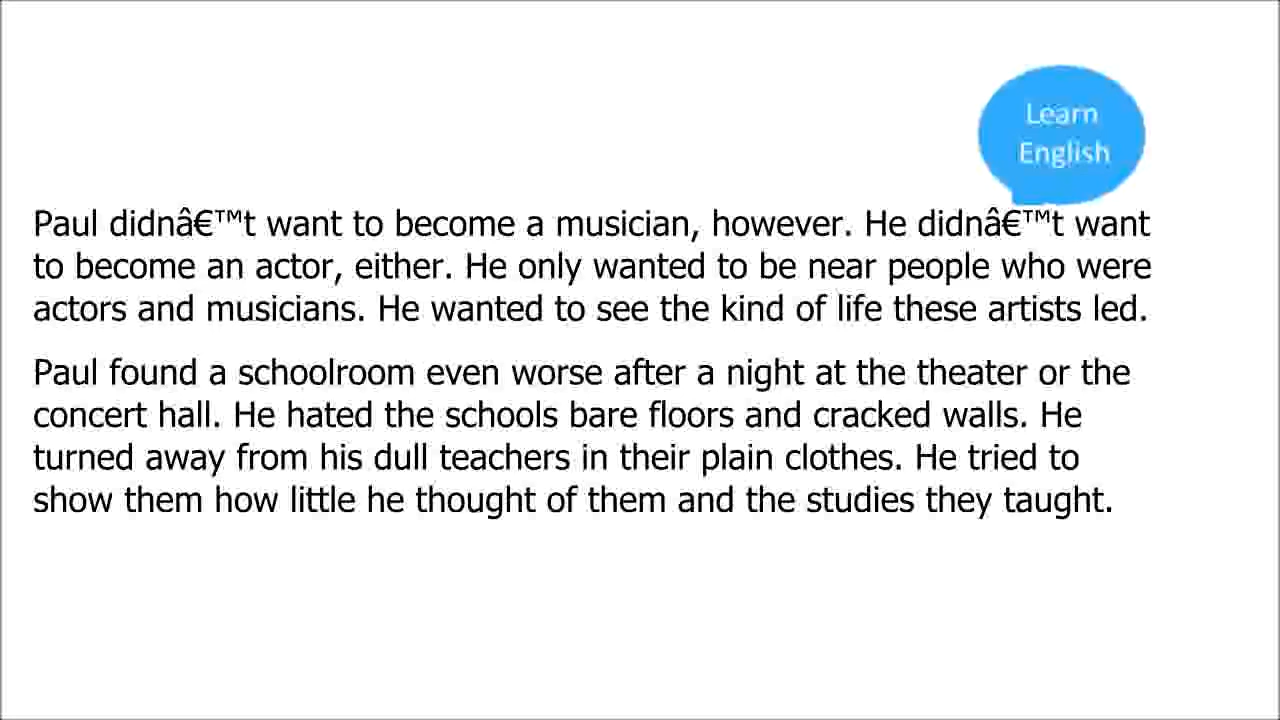 Learn
English
Paul didnâ€™t want to become a musician, however. He didnâ€™t want
to become an actor, either. He only wanted to be near people who were
actors and musicians. He wanted to see the kind of life these artists led.
Paul found a schoolroom even worse after a night at the theater or the
concert hall. He hated the schools bare floors and cracked walls. He
turned away from his dull teachers in their plain clothes. He tried to
show them how little he thought of them and the studies they taught.